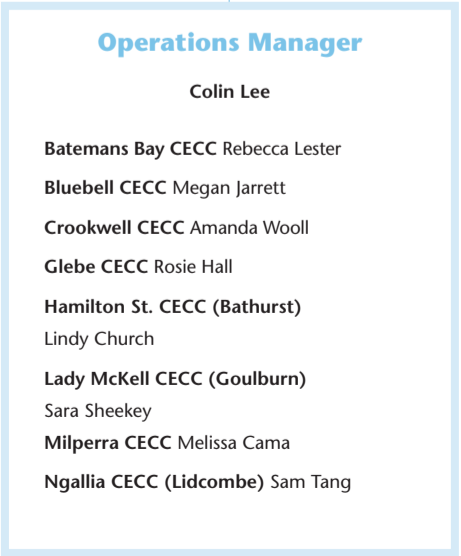 Operations Manager
Colin Lee
Batemans Bay CECC Rebecca Lester
Bluebell CECC Megan Jarrett
Crookwell CECC Amanda Wooll
Glebe CECC Rosie Hall
Hamilton St. CECC (Bathurst)
Lindy Church
Lady McKell CECC (Goulburn)
Sara Sheekey
Milperra CECC Melissa Cama
Ngallia CECC (Lidcombe) Sam Tang